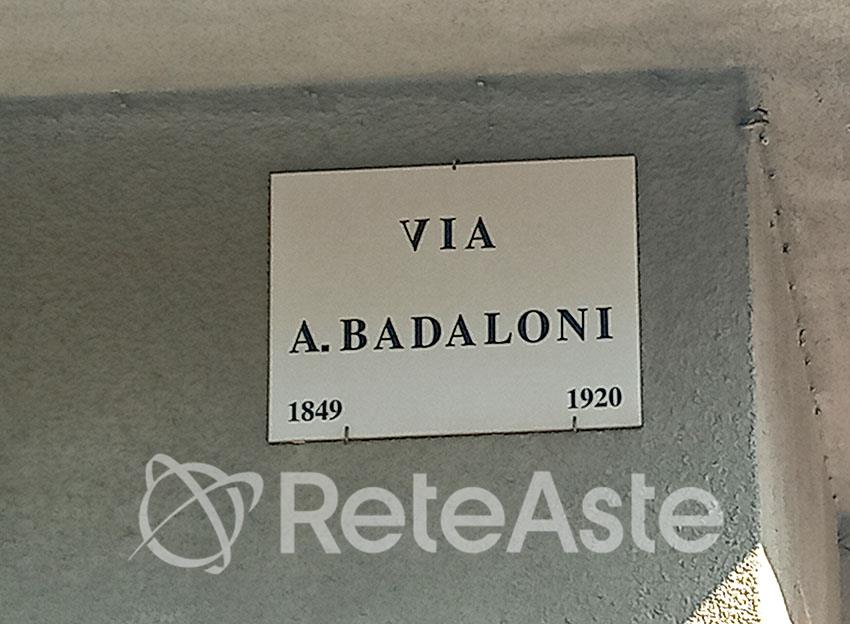 VIA
A. BADALONI
1849 1920
ReteAste